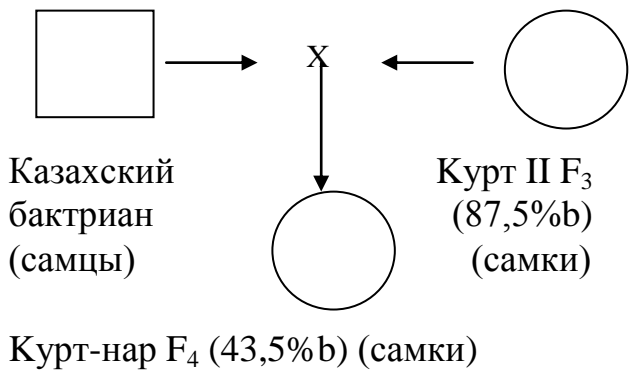 X
Казахский
бактриан
(самцы)
Курт II F₃
(87,5%b)
(самки)
Курт-нар F₄ (43,5%b) (самки)